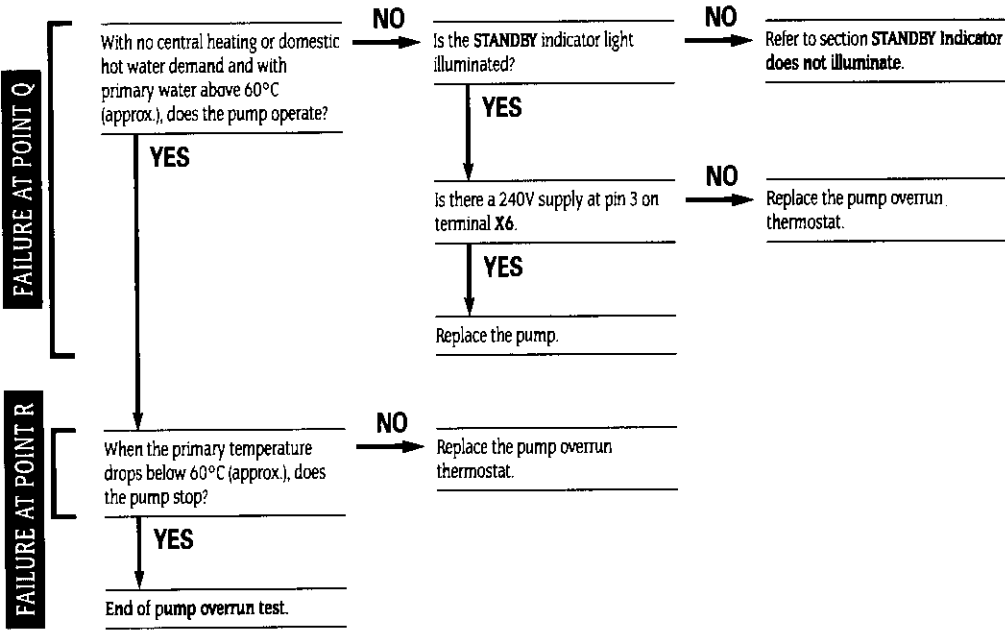 FAILURE AT POINT Q
With no central heating or domestic
hot water demand and with
primary water above 60°C
(approx.), does the pump operate?
NO
Is the STANDBY indicator light
illuminated?
NO
Refer to section STANDBY Indicator
does not illuminate.
YES
YES
Is there a 240V supply at pin 3 on
terminal X6.
NO
Replace the pump overrun
thermostat.
YES
Replace the pump.
FAILURE AT POINT R
When the primary temperature
drops below 60°C (approx.), does
the pump stop?
NO
Replace the pump overrun
thermostat.
YES
End of pump overrun test.